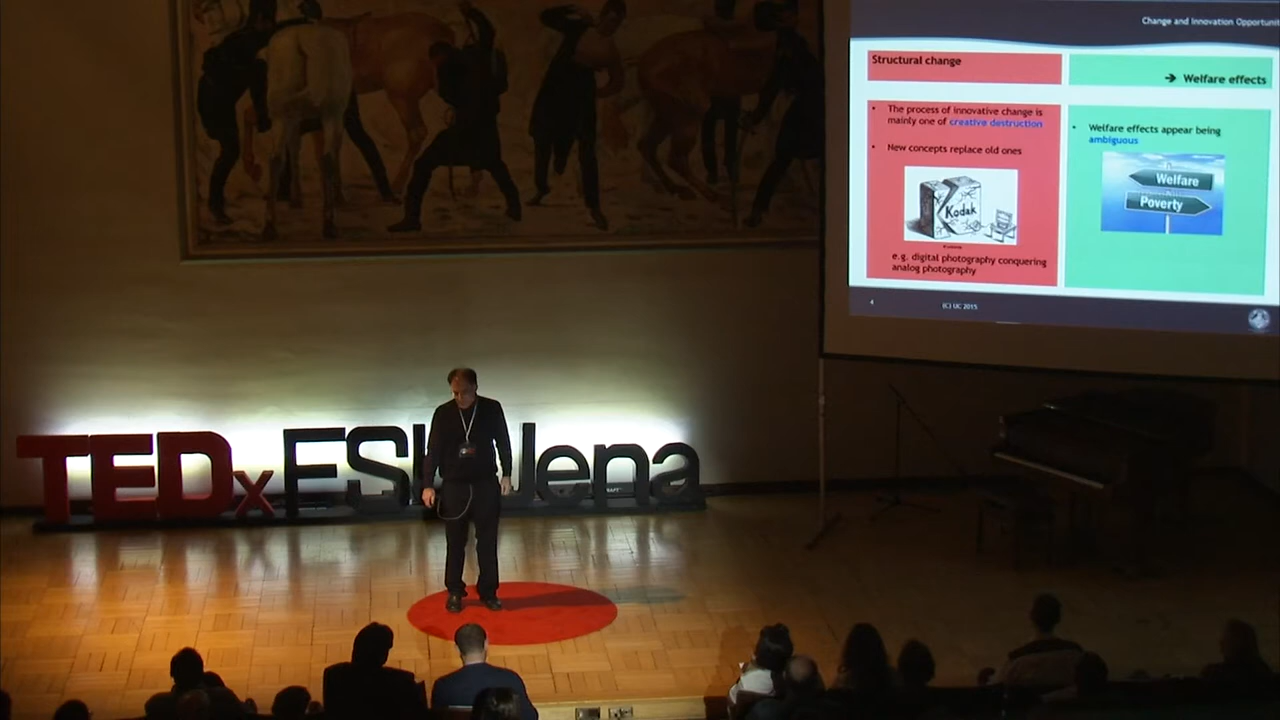 Change and Innovation Opportunit
Structural change
➔ Welfare effects
• The process of innovative change is
mainly one of creative destruction
• New concepts replace old ones
Kodak
e.g. digital photography conquering
analog photography
• Welfare effects appear being
ambiguous
Welfare
Poverty
4
(C) UC 2015
TEDxFSUJena